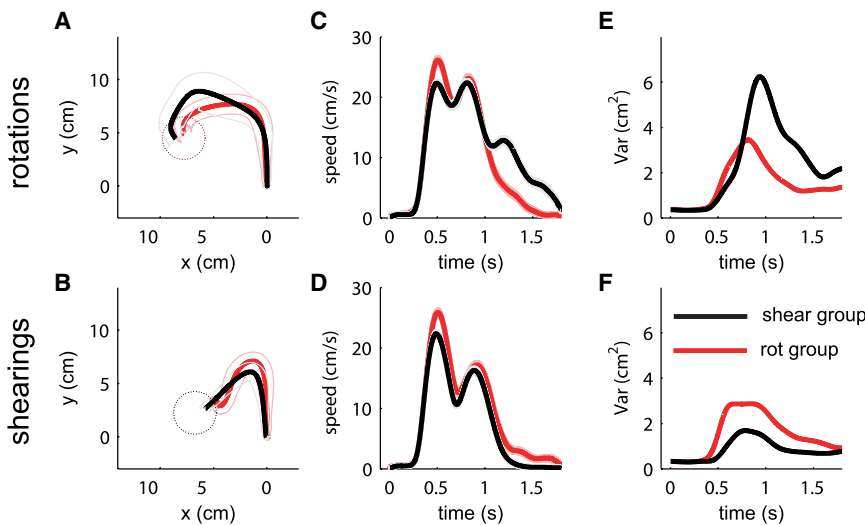 A
C
E
rotations
y (cm)
10
5
0
10
5
0
x (cm)
speed (cm/s)
30
20
10
0
0
0.5
1
1.5
time (s)
Var (cm²)
6
4
2
0
0
0.5
1
1.5
time (s)
B
D
F
shearings
y (cm)
10
5
0
10
5
0
x (cm)
speed (cm/s)
30
20
10
0
0
0.5
1
1.5
time (s)
Var (cm²)
6
4
2
0
0
0.5
1
1.5
time (s)
shear group
rot group